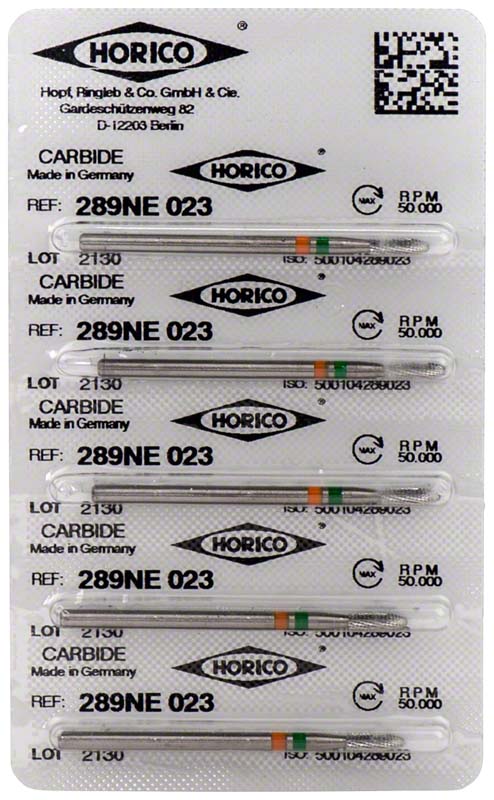 HORICO ®
Hopf, Ringleb & Co. GmbH & Cie.
Gardeschützenweg 82
D-12203 Berlin
CARBIDE
Made in Germany
HORICO ®
REF: 289NE 023
MAX RPM
50.000
LOT 2130 ISO: 500104289023
CARBIDE
Made in Germany
HORICO ®
REF: 289NE 023
MAX RPM
50.000
LOT 2130 ISO: 500104289023
CARBIDE
Made in Germany
HORICO ®
REF: 289NE 023
MAX RPM
50.000
LOT 2130 ISO: 500104289023
CARBIDE
Made in Germany
HORICO ®
REF: 289NE 023
MAX RPM
50.000
LOT 2130 ISO: 500104289023
CARBIDE
Made in Germany
HORICO ®
REF: 289NE 023
MAX RPM
50.000
LOT 2130 ISO: 500104289023